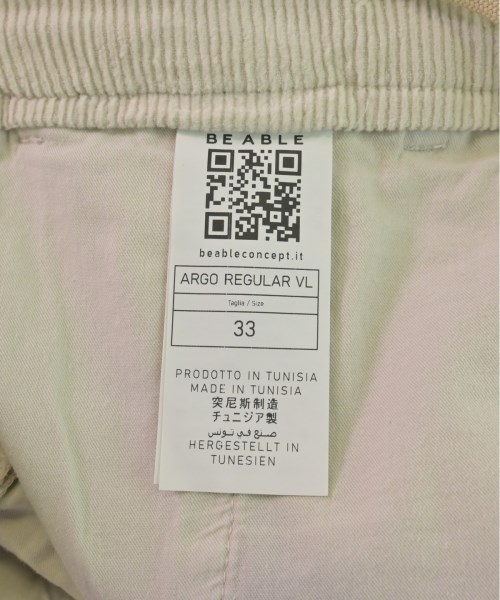 BE ABLE
beableconcept.it
ARGO REGULAR VL
Taglia / Size
33
PRODOTTO IN TUNISIA
MADE IN TUNISIA
突尼斯制造
チュニジア製
صنع في تونس
HERGESTELLT IN
TUNESIEN